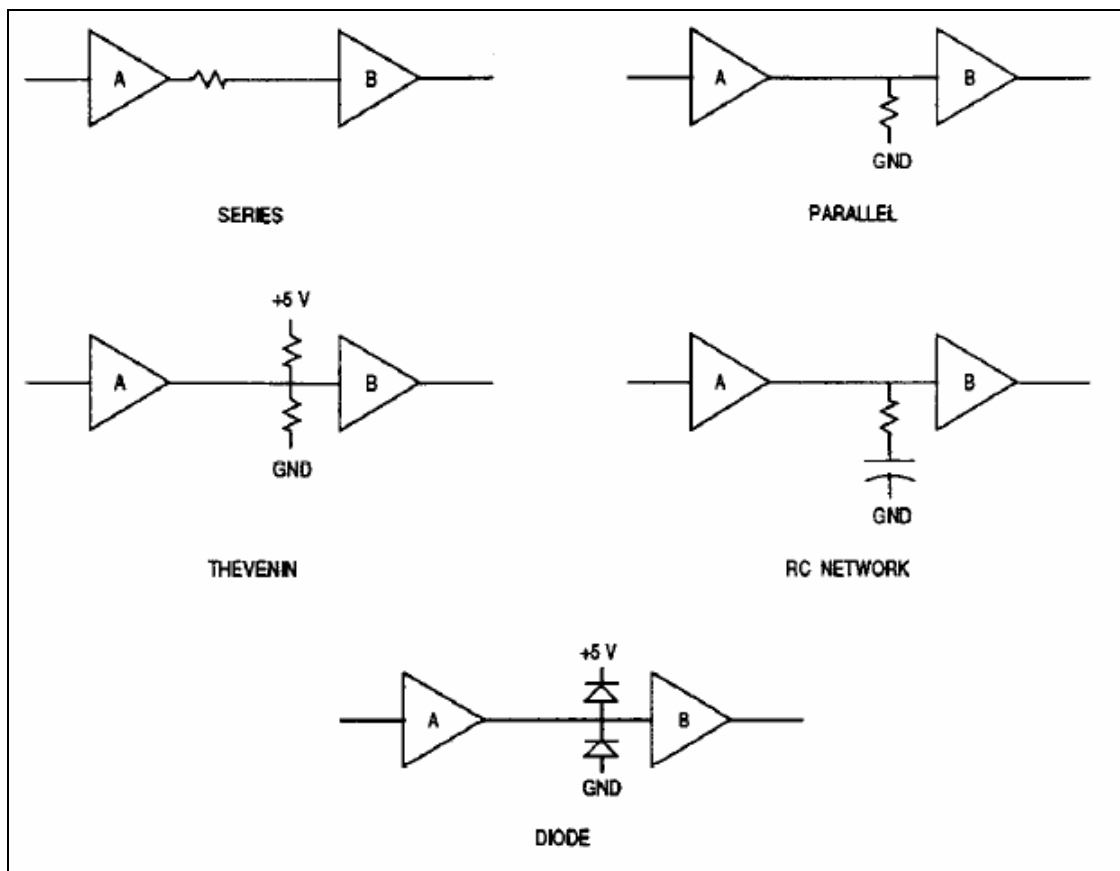 A B
SERIES
A B
GND
PARALLEL
+5 V
A B
GND
THEVENIN
A B
GND
RC NETWORK
+5 V
A B
GND
DIODE